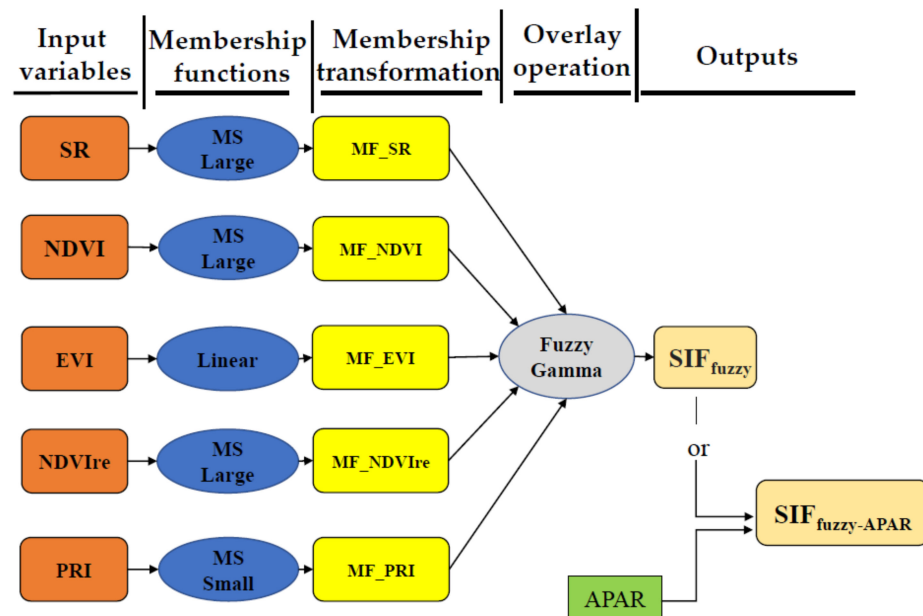 Input
variables
Membership
functions
Membership
transformation
Overlay
operation
Outputs
SR
MS
Large
MF_SR
NDVI
MS
Large
MF_NDVI
EVI
Linear
MF_EVI
Fuzzy
Gamma
SIFfuzzy
NDVIre
MS
Large
MF_NDVIre
or
SIFfuzzy-APAR
PRI
MS
Small
MF_PRI
APAR